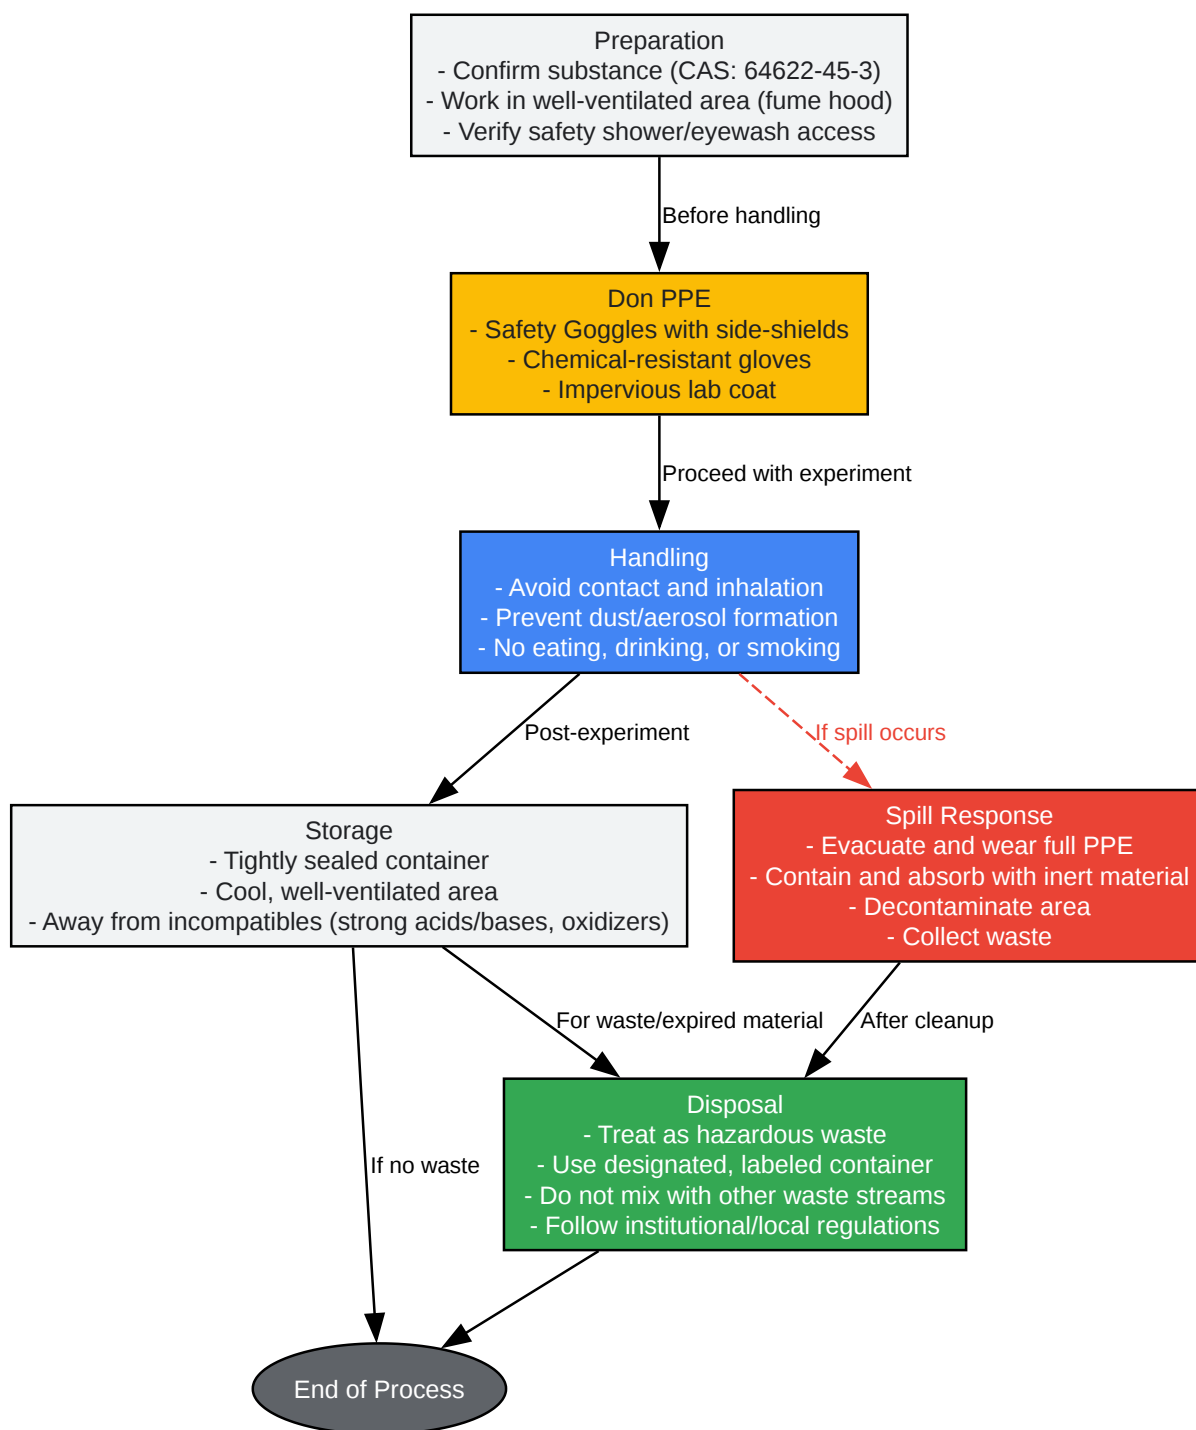 Preparation
- Confirm substance (CAS: 64622-45-3)
- Work in well-ventilated area (fume hood)
- Verify safety shower/eyewash access
Before handling
Don PPE
- Safety Goggles with side-shields
- Chemical-resistant gloves
- Impervious lab coat
Proceed with experiment
Handling
- Avoid contact and inhalation
- Prevent dust/aerosol formation
- No eating, drinking, or smoking
Post-experiment
If spill occurs
Storage
- Tightly sealed container
- Cool, well-ventilated area
- Away from incompatibles (strong acids/bases, oxidizers)
Spill Response
- Evacuate and wear full PPE
- Contain and absorb with inert material
- Decontaminate area
- Collect waste
For waste/expired material
After cleanup
Disposal
- Treat as hazardous waste
- Use designated, labeled container
- Do not mix with other waste streams
- Follow institutional/local regulations
If no waste
End of Process